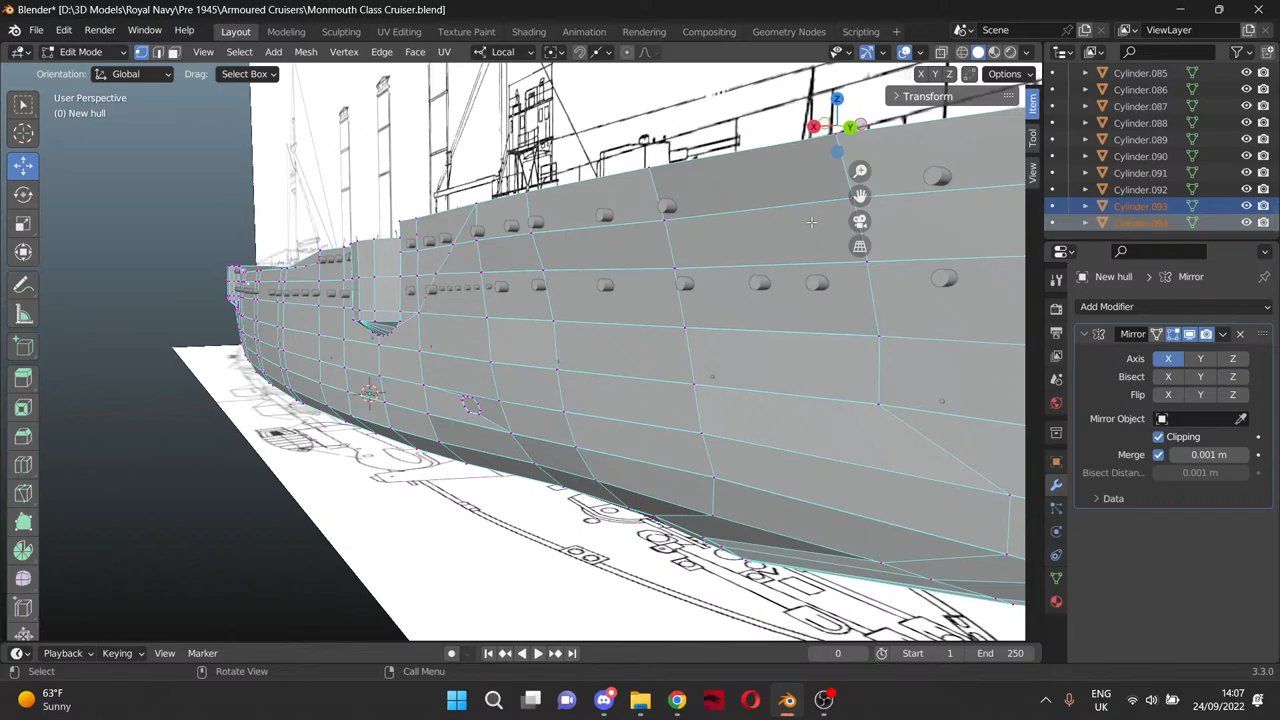 Blender* [D:\3D Models\Royal Navy\Pre 1945\Armoured Cruisers\Monmouth Class Cruiser.blend]
File Edit Render Window Help Layout Modeling Sculpting UV Editing Texture Paint Shading Animation Rendering Compositing Geometry Nodes Scripting + Scene ViewLayer
Edit Mode View Select Add Mesh Vertex Edge Face UV Local
Orientation: Global Drag: Select Box X Y Z Options
User Perspective
(0) New hull
Transform
Item
Tool
View
Z
X
Y
Cylinder.085
Cylinder.086
Cylinder.087
Cylinder.088
Cylinder.089
Cylinder.090
Cylinder.091
Cylinder.092
Cylinder.093
New hull > Mirror
Add Modifier
Mirror
Axis X Y Z
Bisect X Y Z
Flip X Y Z
Mirror Object
Clipping
Merge 0.001 m
Bisect Distan.. 0.001 m
Data
Playback Keying View Marker 0 Start 1 End 250
Select Rotate View Call Menu 3.3.0
63°F
Sunny
ENG
UK
14:07
24/09/2022